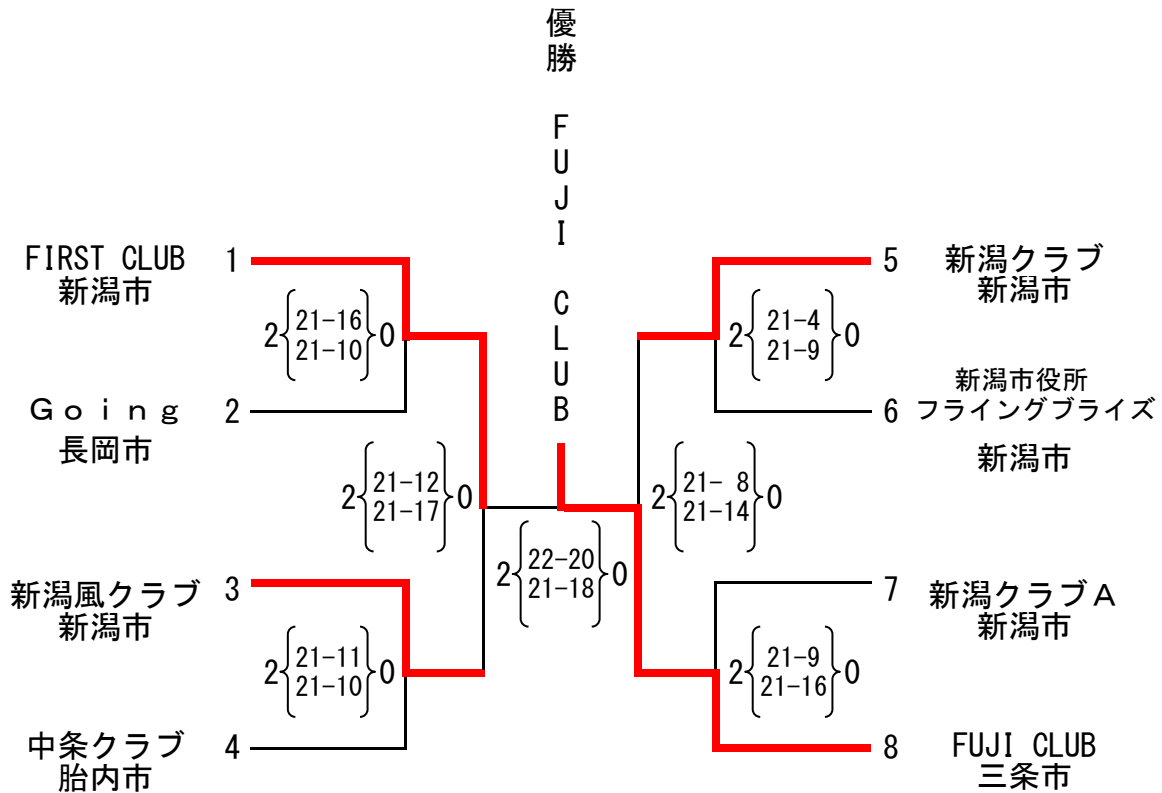 優勝 FUJI CLUB
FIRST CLUB 1
新潟市
2 21-16 0
21-10
Ｇｏｉｎｇ 2
長岡市
2 21-12 0
21-17
新潟風クラブ 3
新潟市
2 21-11 0
21-10
中条クラブ 4
胎内市
2 22-20 0
21-18
5 新潟クラブ
新潟市
2 21-4 0
21-9
新潟市役所
6 フライングブライズ
新潟市
2 21- 8 0
21-14
7 新潟クラブＡ
新潟市
2 21-9 0
21-16
8 FUJI CLUB
三条市